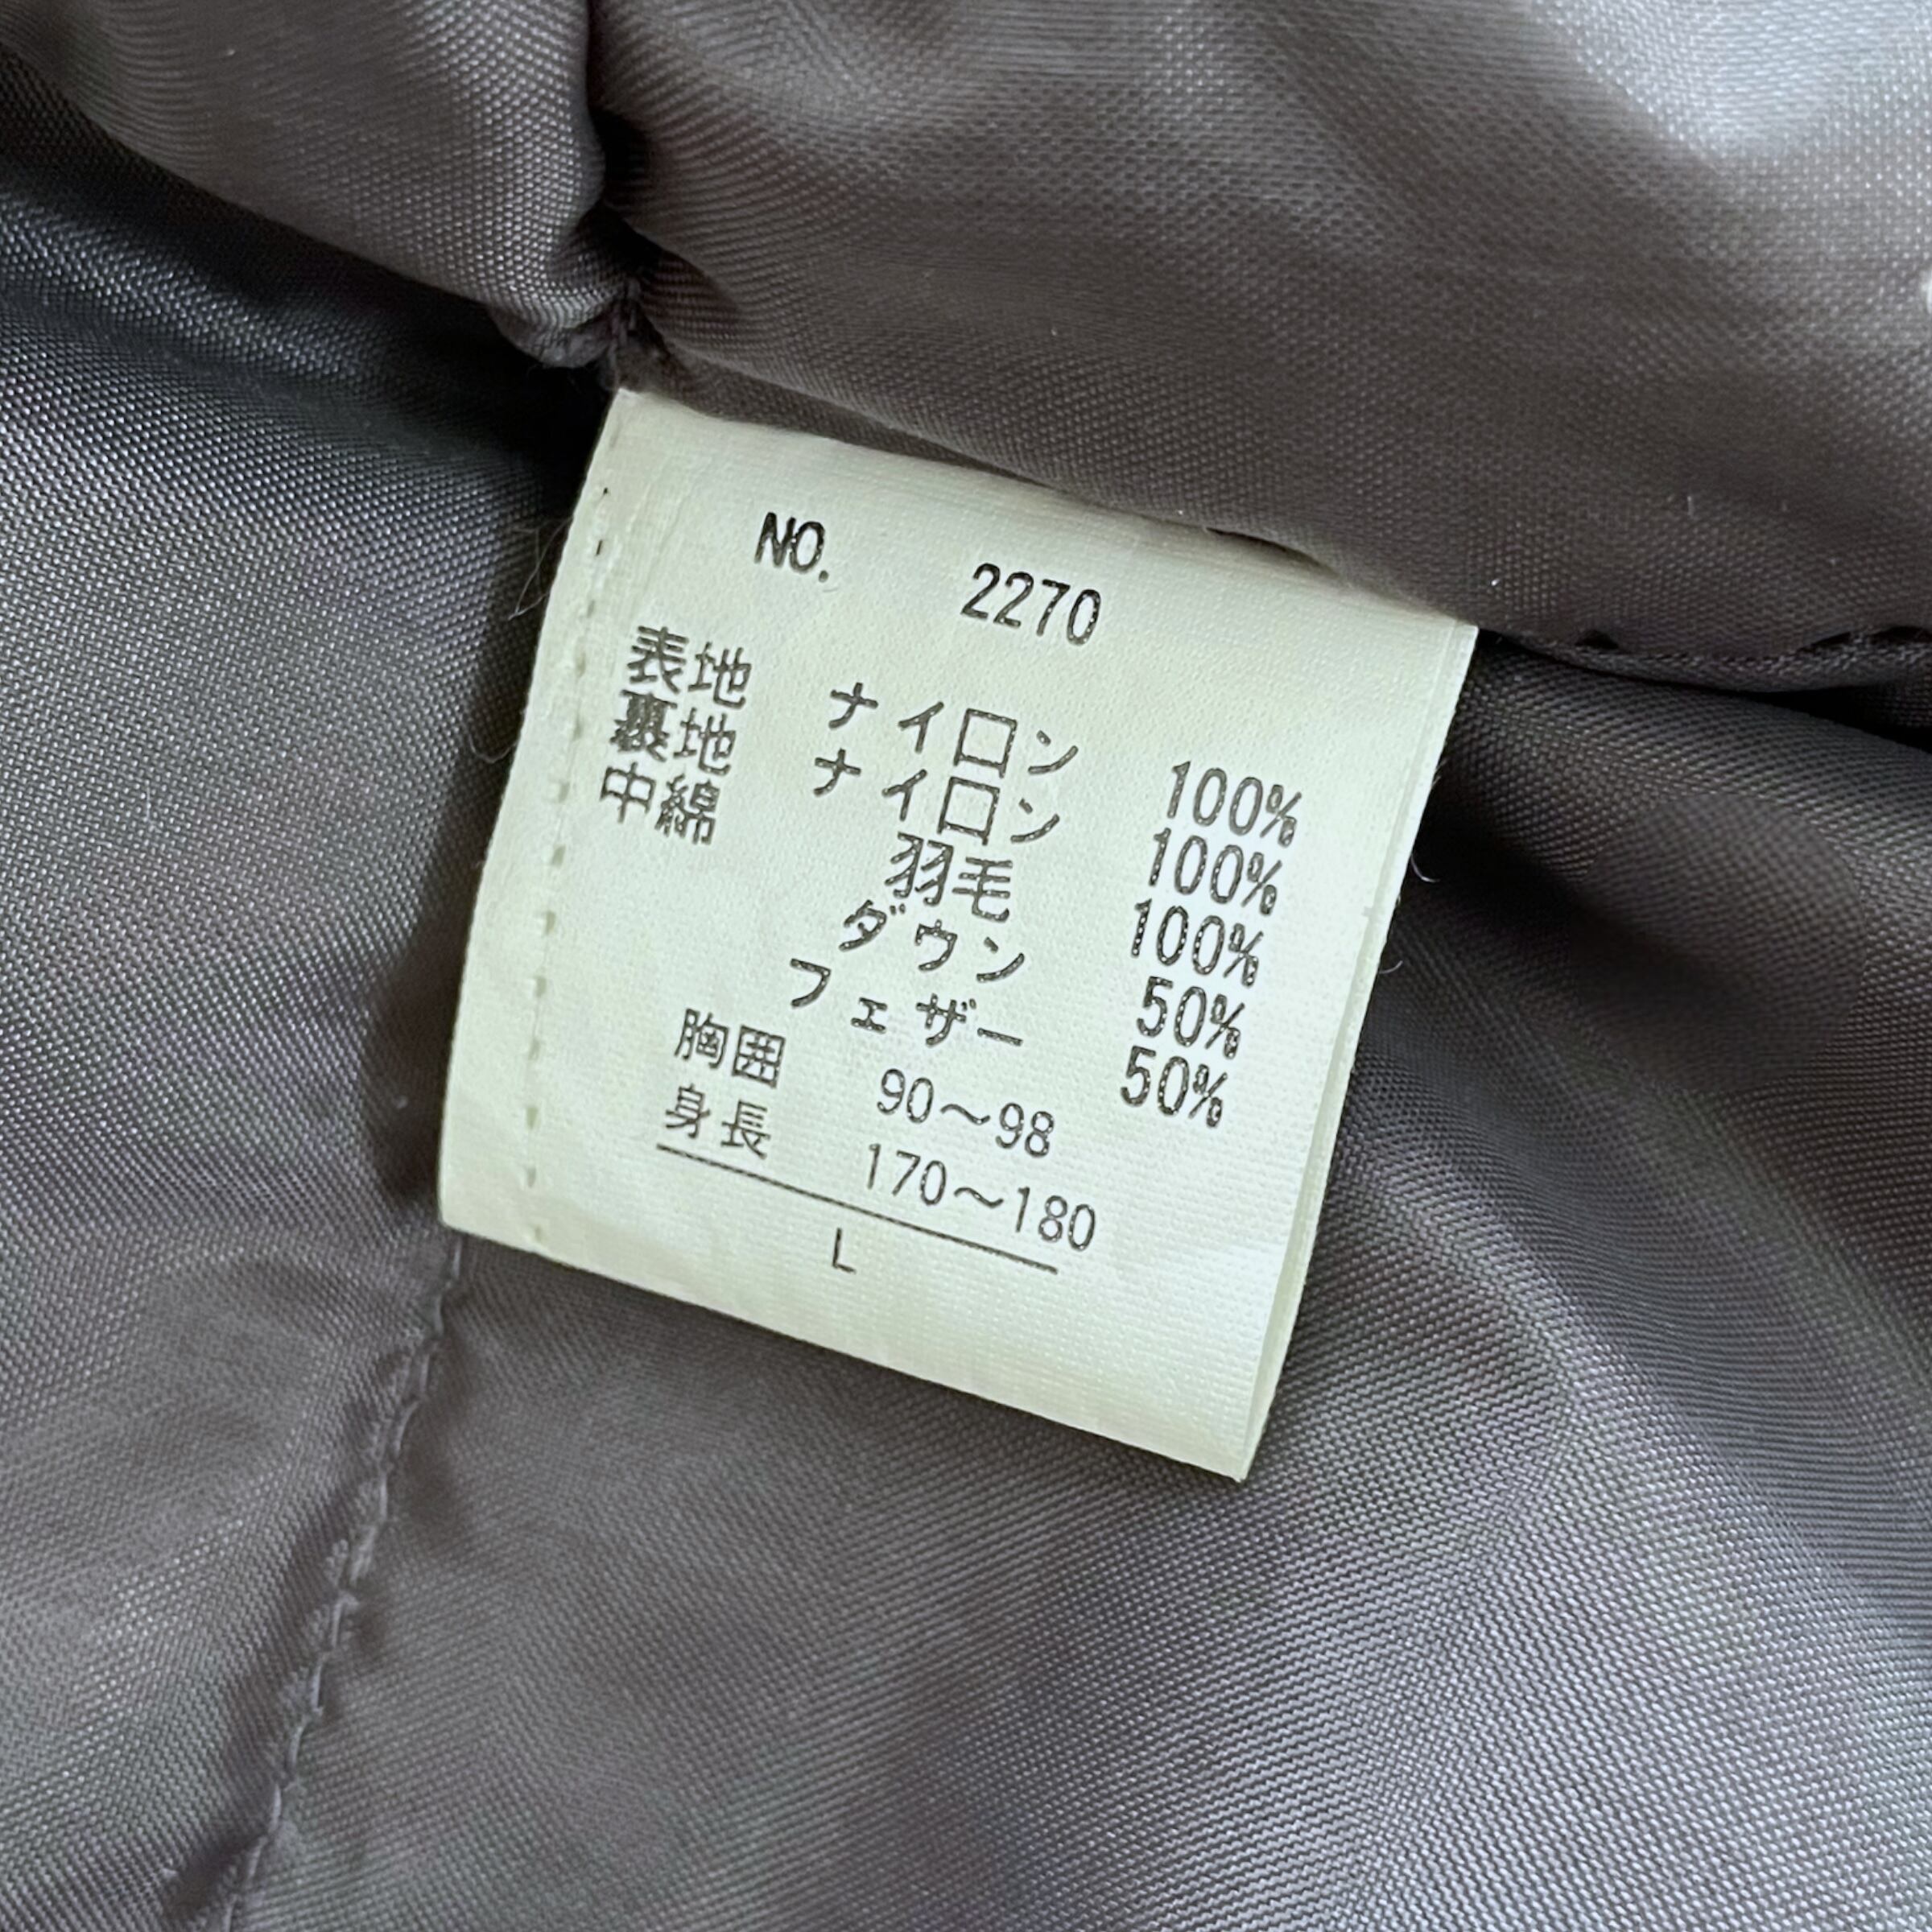 NO. 2270
表地 ナイロン 100%
裏地 ナイロン 100%
中綿 羽毛 100%
ダウン 50%
フェザー 50%
胸囲 90～98
身長 170～180
L